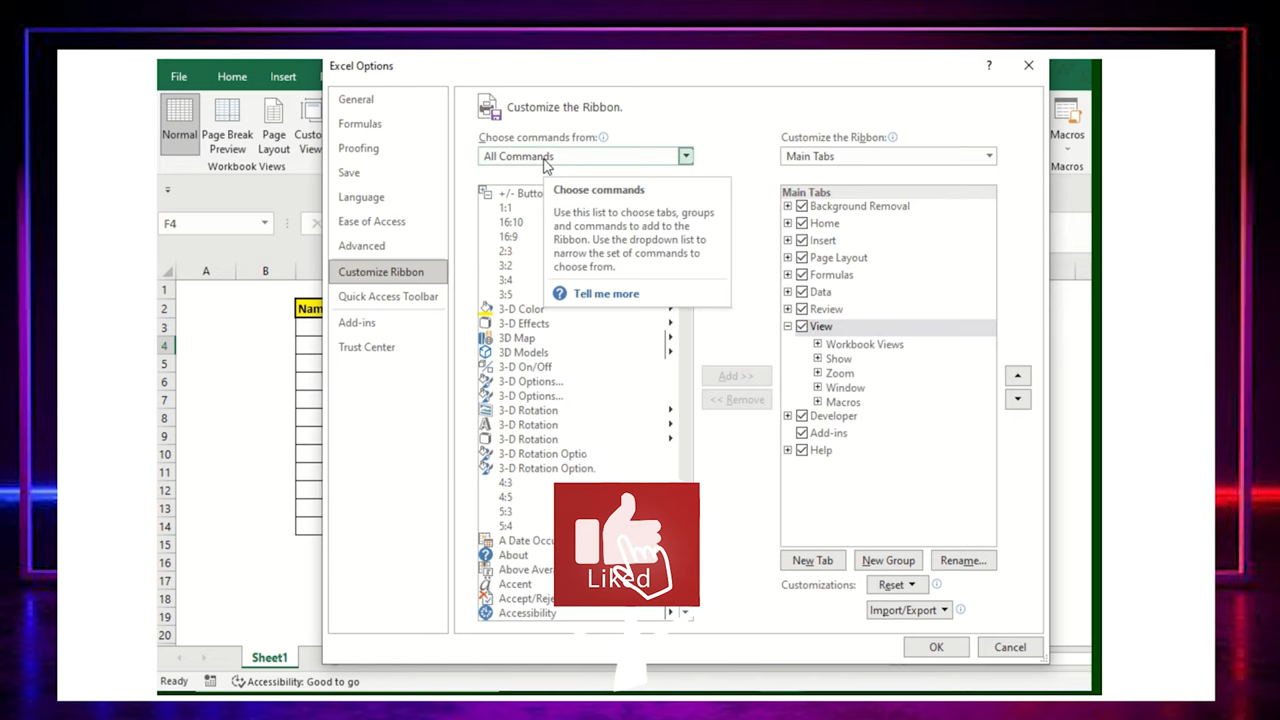 Excel Options
?
File Home Insert
Normal
Page Break Preview
Page Layout
Workbook Views
Macros
Macros
F4
A B
1
2
3
4
5
6
7
8
9
10
11
12
13
14
15
16
17
18
19
20
Sheet1
Ready
Accessibility: Good to go
General
Formulas
Proofing
Save
Language
Ease of Access
Advanced
Customize Ribbon
Quick Access Toolbar
Add-ins
Trust Center
Customize the Ribbon.
Choose commands from:
All Commands
Choose commands
Use this list to choose tabs, groups
and commands to add to the
Ribbon. Use the dropdown list to
narrow the set of commands to
choose from.
Tell me more
+/-
1:1
16:10
16:9
2:3
3:2
3:4
3:5
3-D Color
3-D Effects
3D Map
3D Models
3-D On/Off
3-D Options...
3-D Options...
3-D Rotation
3-D Rotation
3-D Rotation
3-D Rotation Optio
3-D Rotation Option.
4:3
4:5
5:3
5:4
A Date
About
Above
Accent
Accessibility
Liked
Add >>
<< Remove
Customize the Ribbon:
Main Tabs
Main Tabs
Background Removal
Home
Insert
Page Layout
Formulas
Data
Review
View
Workbook Views
Show
Zoom
Window
Macros
Developer
Add-ins
Help
New Tab New Group Rename...
Customizations: Reset
Import/Export
OK Cancel